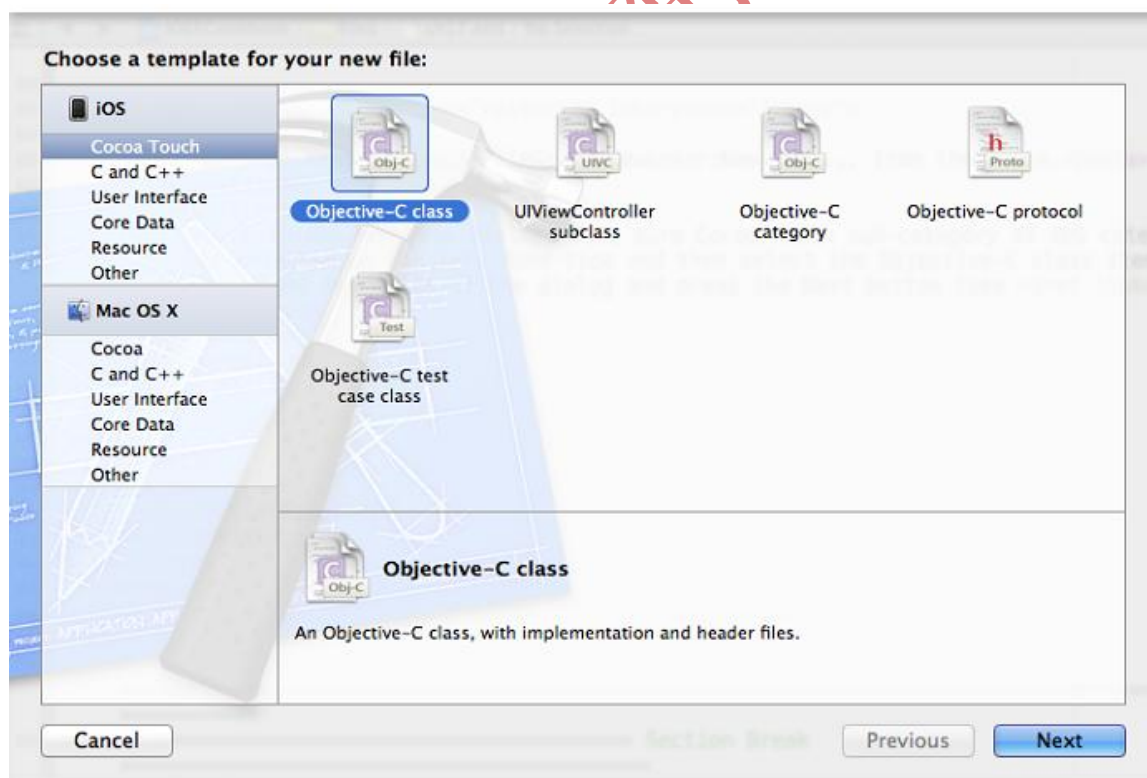 Choose a template for your new file:
iOS
Cocoa Touch
C and C++
User Interface
Core Data
Resource
Other
Mac OS X
Cocoa
C and C++
User Interface
Core Data
Resource
Other
Obj-C
UIVC
Obj-C
h
Proto
Objective-C class
UIViewController
subclass
Objective-C
category
Objective-C protocol
Test
Objective-C test
case class
Obj-C
Objective-C class
An Objective-C class, with implementation and header files.
Section Break
Cancel
Previous
Next